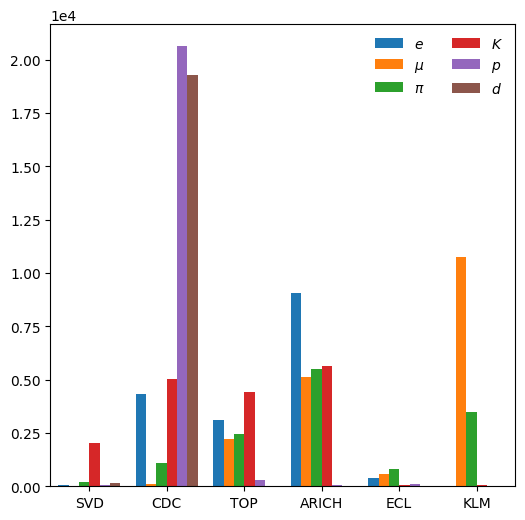 1e4
e
K
μ
p
π
d
2.00
1.75
1.50
1.25
1.00
0.75
0.50
0.25
0.00
SVD CDC TOP ARICH ECL KLM